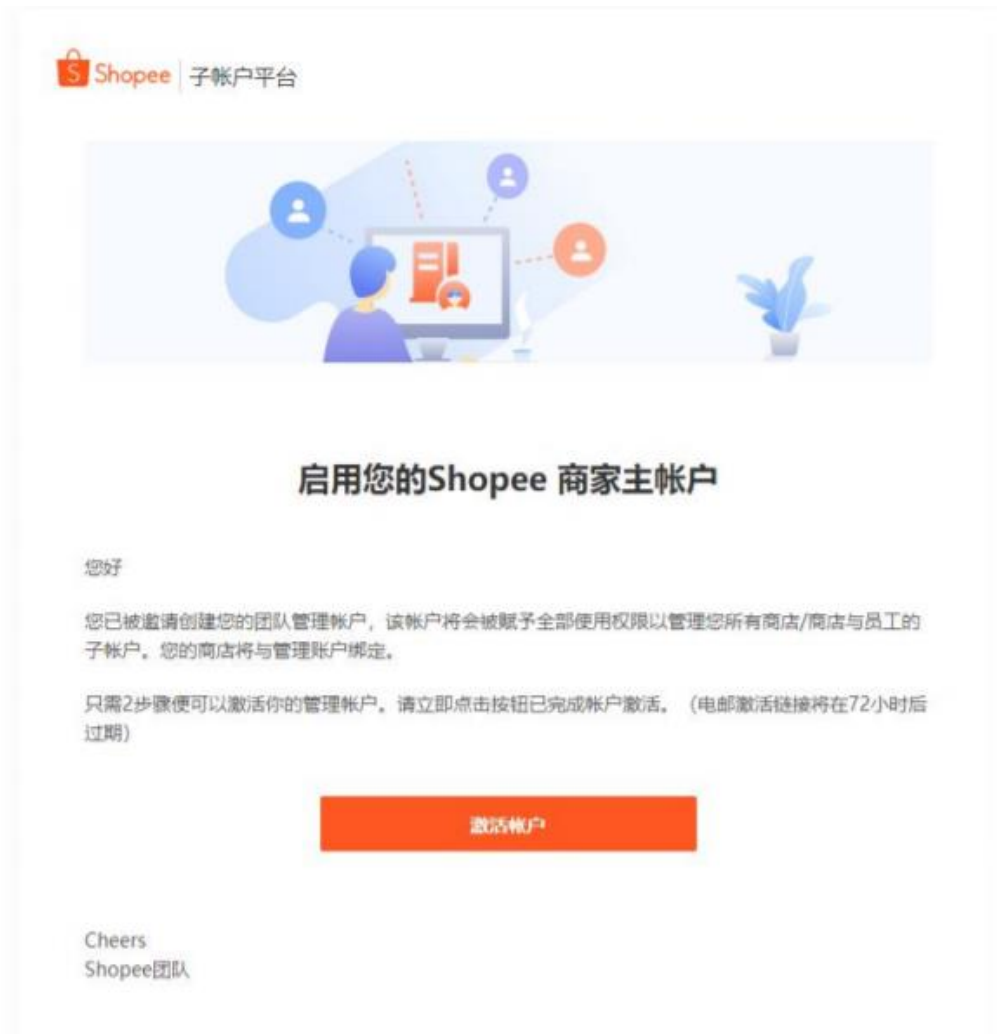 Shopee 子帐户平台
启用您的Shopee 商家主帐户
您好
您已被邀请创建您的团队管理帐户，该帐户将会被赋予全部使用权限以管理您所有商店/商店与员工的
子帐户。您的商店将与管理账户绑定。
只需2步骤便可以激活你的管理帐户。请立即点击按钮已完成帐户激活。（电邮激活链接将在72小时后
过期）
激活帐户
Cheers
Shopee团队